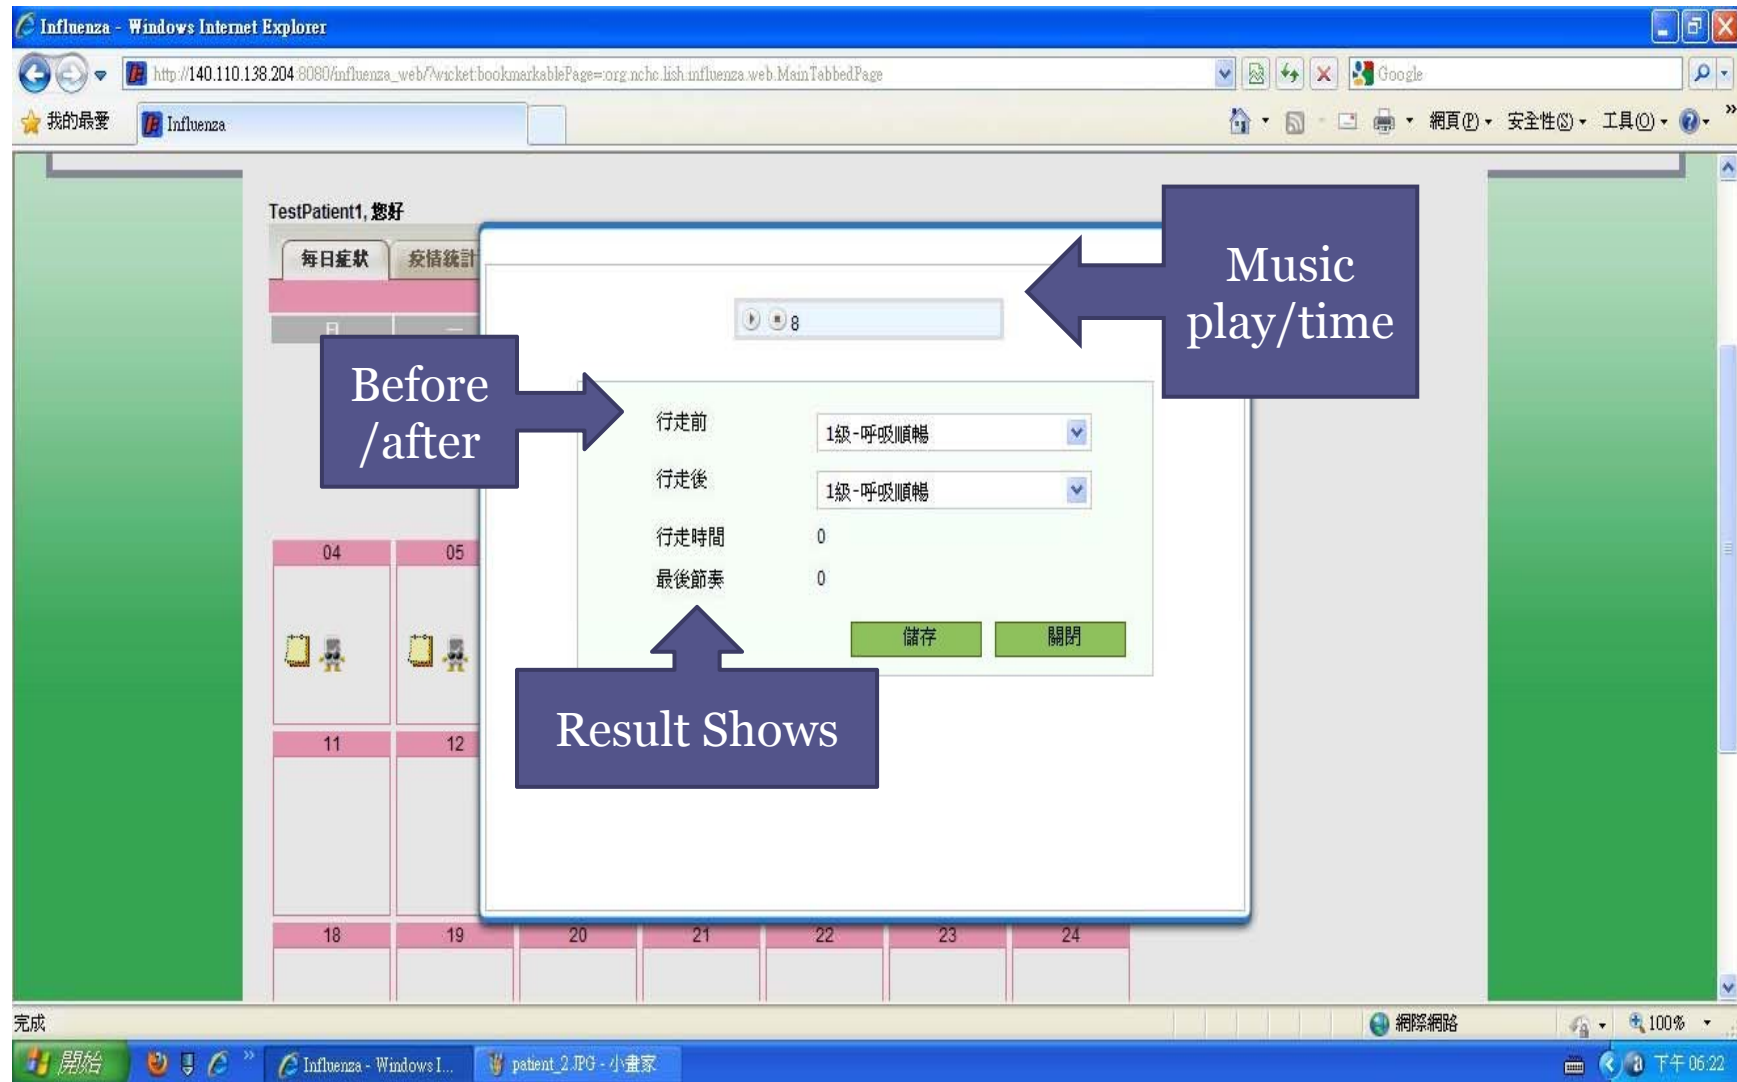 Influenza - Windows Internet Explorer
http://140.110.138.204:8080/influenza_web/?wicket:bookmarkablePage=:org.nchc.lish.influenza.web.MainTabbedPage
Google
我的最愛
Influenza
網頁(P)
安全性(S)
工具(O)
TestPatient1, 您好
每日症狀
疫情統計
日
一
Music
play/time
8
Before
/after
行走前
1級-呼吸順暢
行走後
1級-呼吸順暢
行走時間 0
最後節奏 0
儲存
關閉
Result Shows
04 05
11 12
18 19 20 21 22 23 24
完成
網際網路
100%
開始
Influenza - Windows I...
patient_2.JPG - 小畫家
下午 06:22